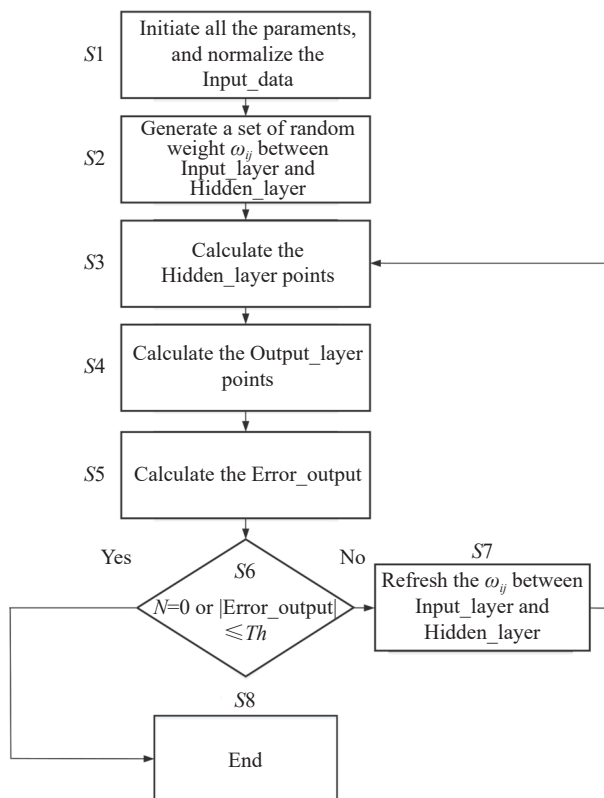 S1
Initiate all the paraments,
and normalize the
Input_data
S2
Generate a set of random
weight ω_ij between
Input_layer and
Hidden_layer
S3
Calculate the
Hidden_layer points
S4
Calculate the Output_layer
points
S5
Calculate the Error_output
Yes
No
S6
N=0 or |Error_output|
≤Th
S7
Refresh the ω_ij between
Input_layer and
Hidden_layer
S8
End